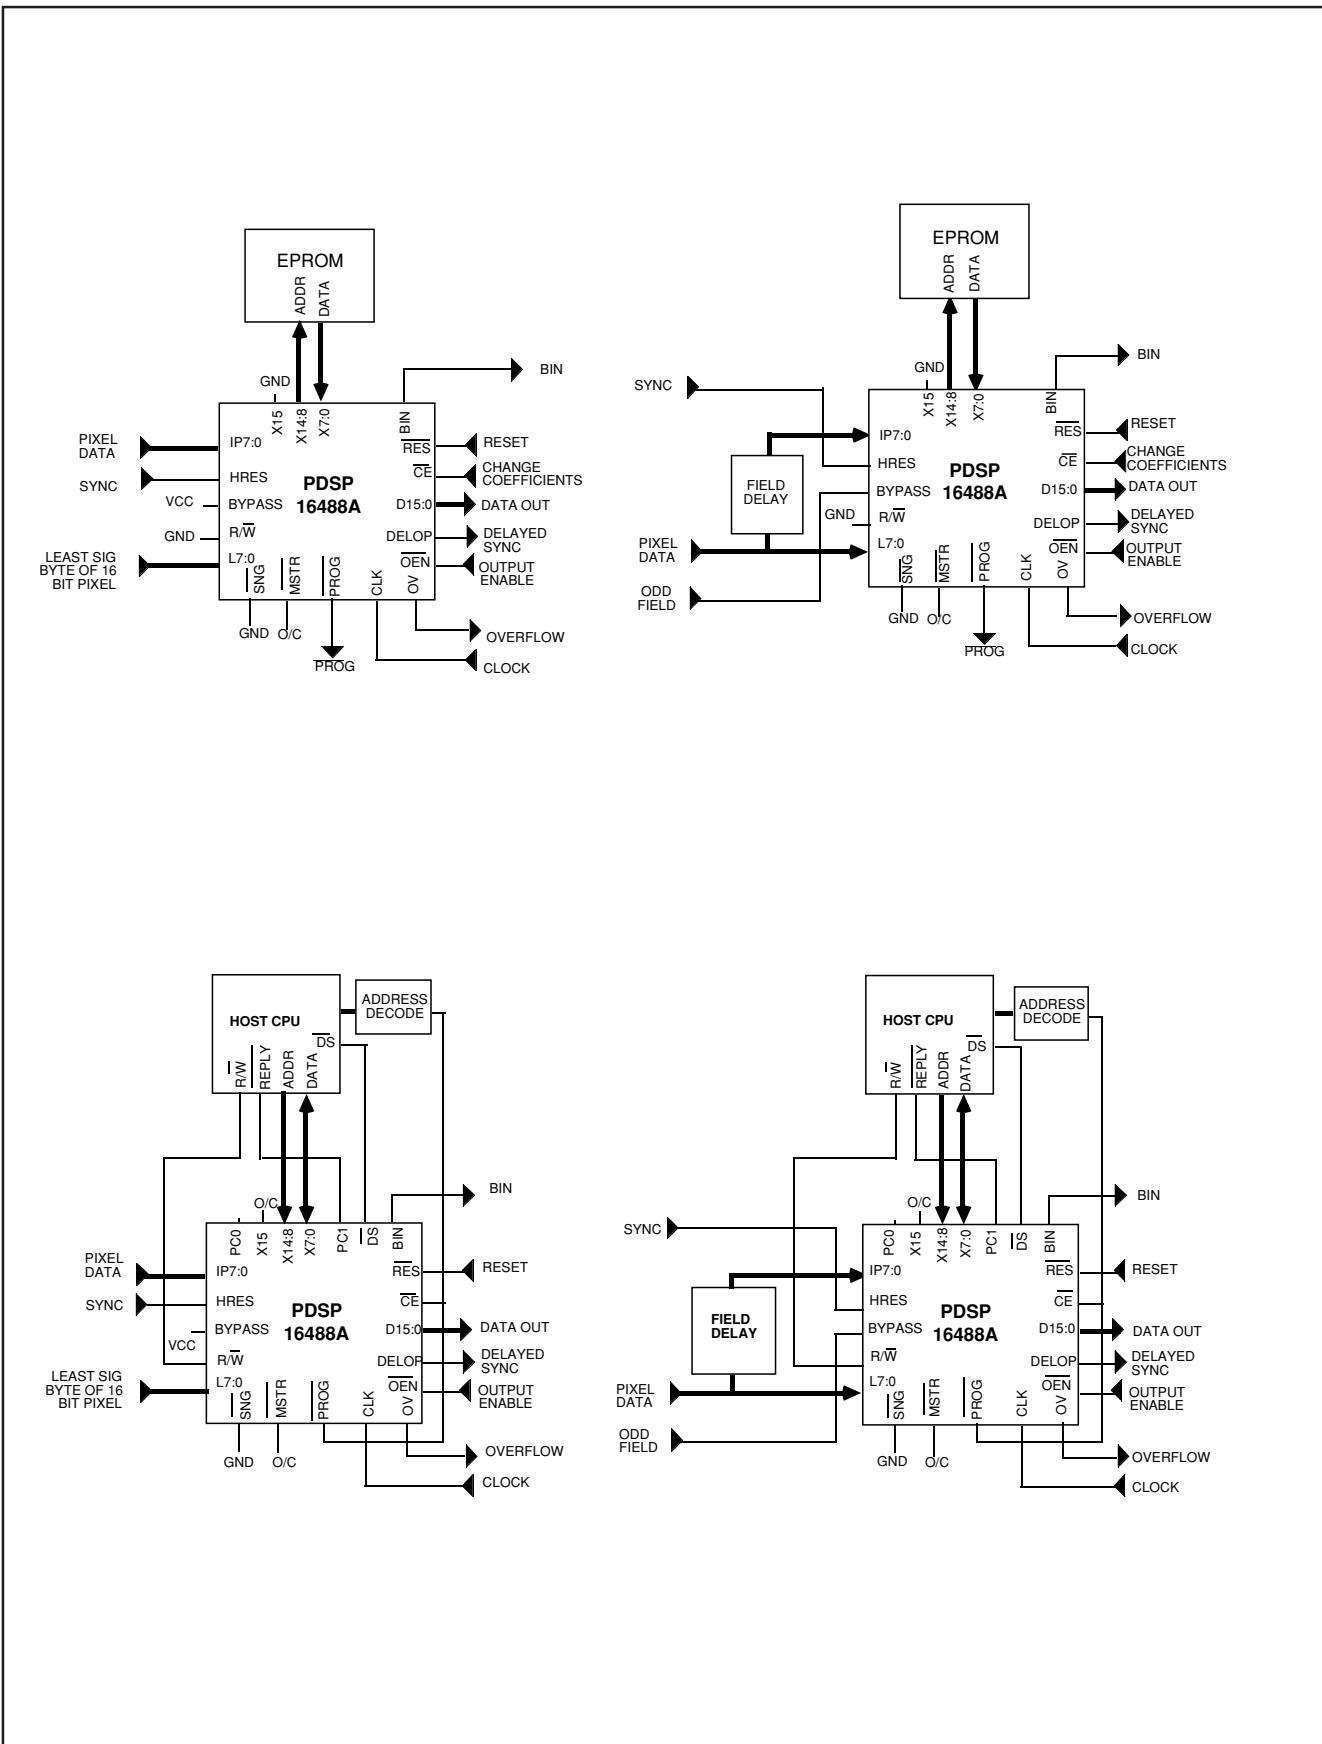 EPROM
ADDR
DATA
GND
BIN
X15
X14:8
X7:0
BIN
PIXEL
DATA
IP7:0
RES
RESET
SYNC
HRES
CE
CHANGE
COEFFICIENTS
PDSP
16488A
VCC
BYPASS
D15:0
DATA OUT
GND
R/W
DELOP
DELAYED
SYNC
LEAST SIG
BYTE OF 16
BIT PIXEL
L7:0
OEN
OUTPUT
ENABLE
SNG
MSTR
PROG
CLK
OV
GND
O/C
PROG
OVERFLOW
CLOCK
EPROM
ADDR
DATA
GND
BIN
SYNC
X15
X14:8
X7:0
BIN
IP7:0
RES
RESET
HRES
CE
CHANGE
COEFFICIENTS
FIELD
DELAY
PDSP
16488A
BYPASS
D15:0
DATA OUT
GND
R/W
DELOP
DELAYED
SYNC
PIXEL
DATA
L7:0
OEN
OUTPUT
ENABLE
ODD
FIELD
SNG
MSTR
PROG
CLK
OV
GND
O/C
PROG
OVERFLOW
CLOCK
HOST CPU
ADDRESS
DECODE
DS
R/W
REPLY
ADDR
DATA
O/C
BIN
PC0
X15
X14:8
X7:0
PC1
DS
BIN
PIXEL
DATA
IP7:0
RES
RESET
SYNC
HRES
CE
PDSP
16488A
VCC
BYPASS
D15:0
DATA OUT
R/W
DELOP
DELAYED
SYNC
LEAST SIG
BYTE OF 16
BIT PIXEL
L7:0
OEN
OUTPUT
ENABLE
SNG
MSTR
PROG
CLK
OV
GND
O/C
OVERFLOW
CLOCK
HOST CPU
ADDRESS
DECODE
DS
R/W
REPLY
ADDR
DATA
O/C
BIN
SYNC
PC0
X15
X14:8
X7:0
PC1
DS
BIN
IP7:0
RES
RESET
HRES
CE
FIELD
DELAY
PDSP
16488A
BYPASS
D15:0
DATA OUT
R/W
DELOP
DELAYED
SYNC
PIXEL
DATA
L7:0
OEN
OUTPUT
ENABLE
ODD
FIELD
SNG
MSTR
PROG
CLK
OV
GND
O/C
OVERFLOW
CLOCK